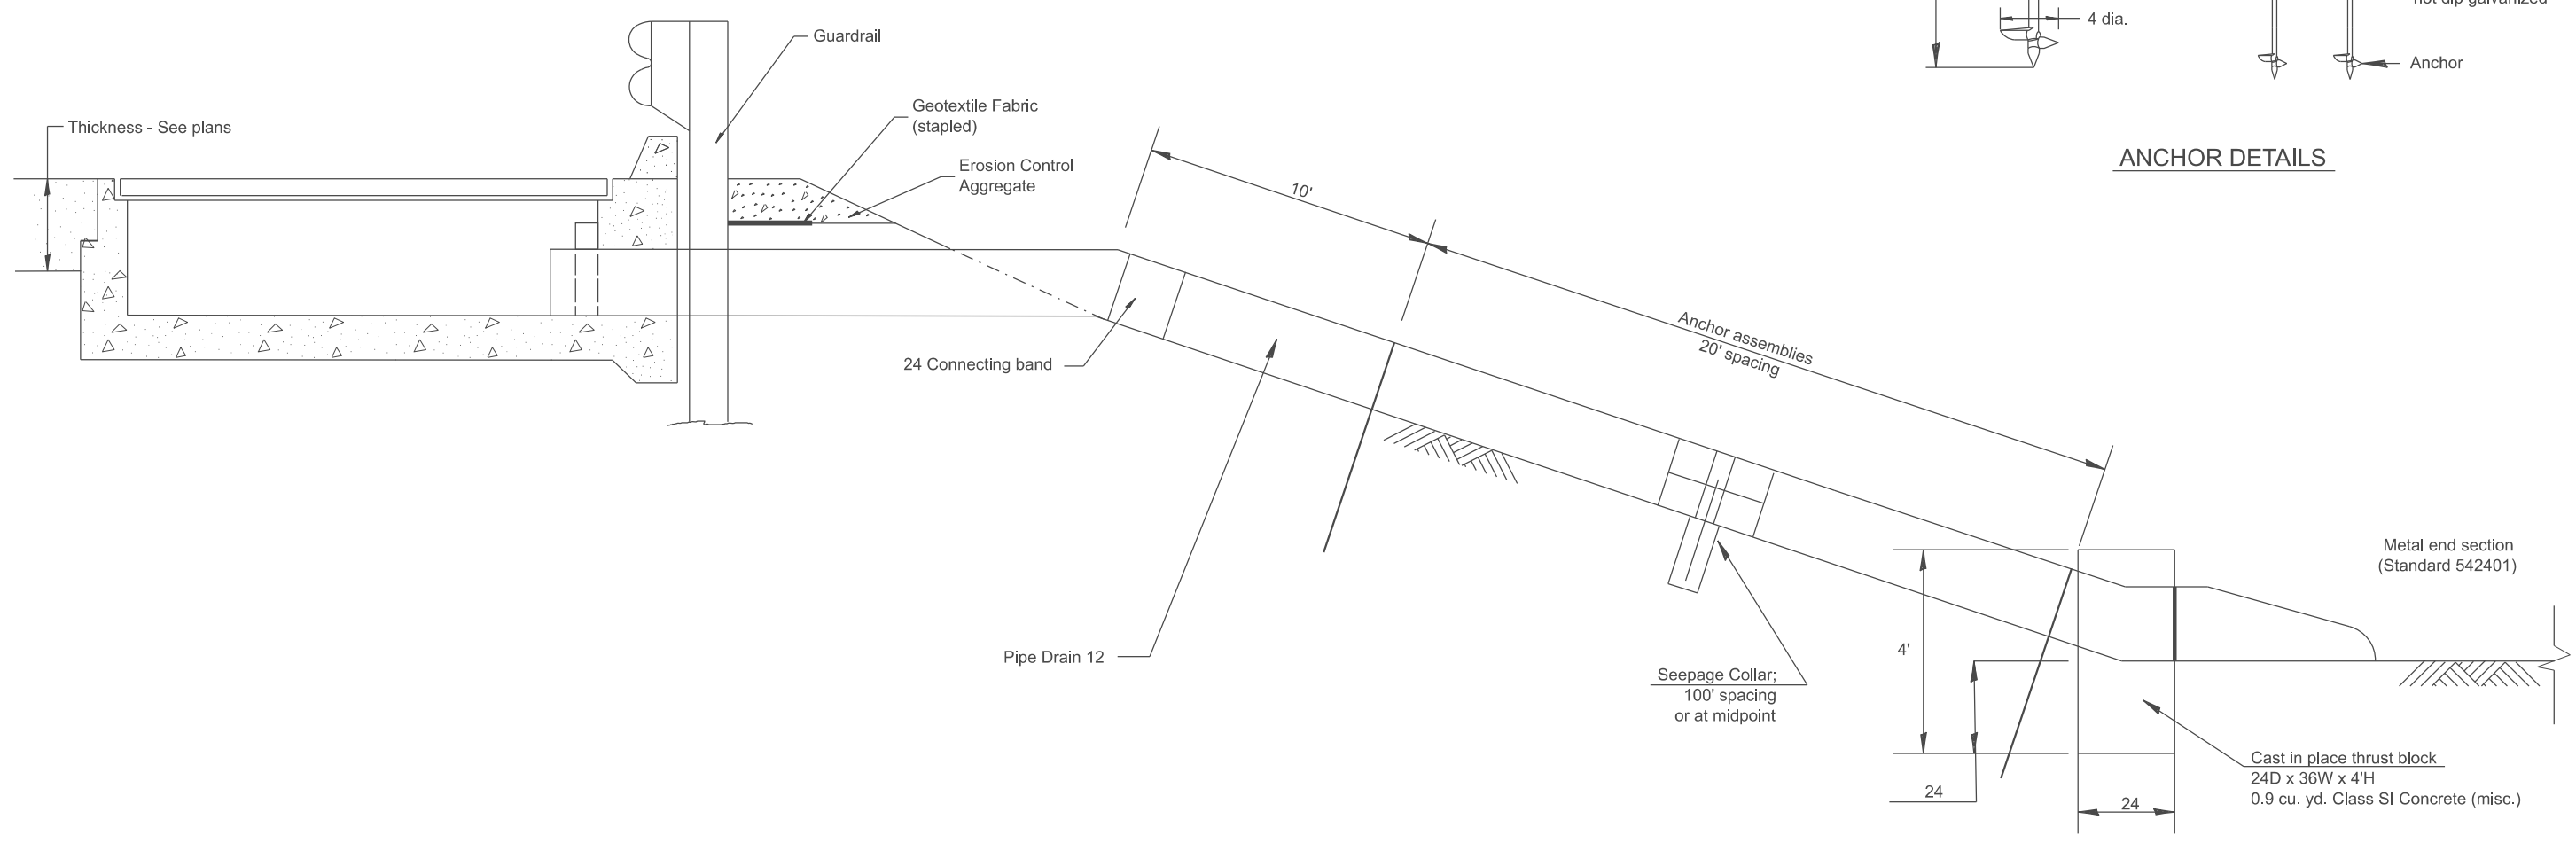 hot dip galvanized
4 dia.
Guardrail
Anchor
Geotextile Fabric
(stapled)
Thickness - See plans
Erosion Control
Aggregate
ANCHOR DETAILS
10'
Anchor assemblies
20' spacing
24 Connecting band
Metal end section
(Standard 542401)
4'
Pipe Drain 12
Seepage Collar;
100' spacing
or at midpoint
Cast in place thrust block
24D x 36W x 4'H
0.9 cu. yd. Class SI Concrete (misc.)
24
24